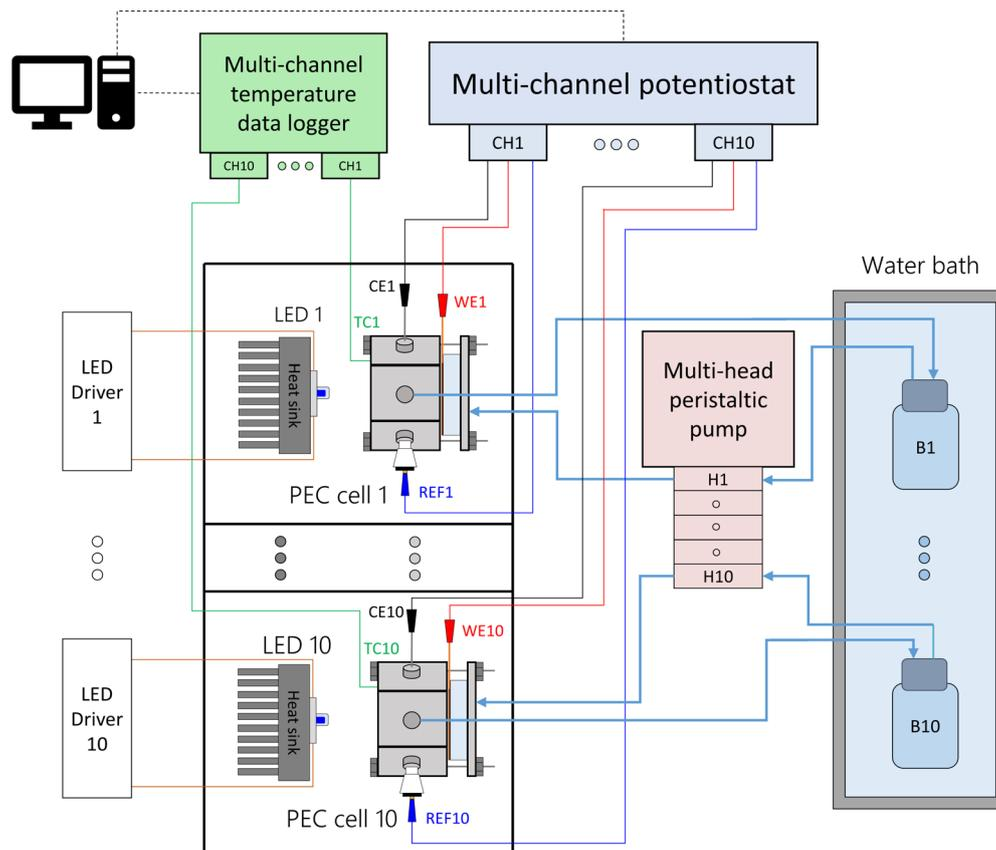 Multi-channel
temperature
data logger
CH10
CH1
Multi-channel potentiostat
CH1
CH10
Water bath
CE1
WE1
LED 1
TC1
LED
Driver
1
Heat sink
Multi-head
peristaltic
pump
B1
H1
PEC cell 1
REF1
H10
CE10
WE10
LED 10
TC10
LED
Driver
10
Heat sink
B10
PEC cell 10
REF10